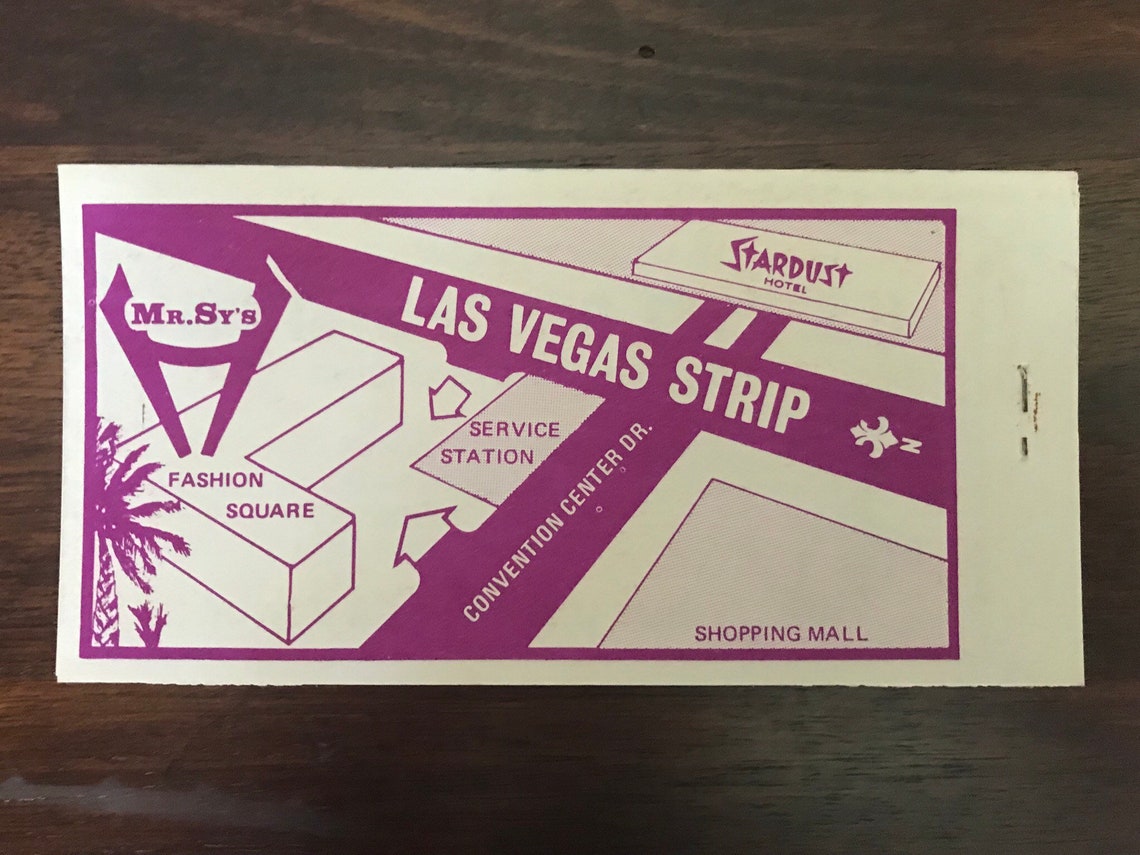 STARDUST
HOTEL
MR. SY'S
LAS VEGAS STRIP
N
SERVICE
STATION
CONVENTION CENTER DR.
FASHION
SQUARE
SHOPPING MALL